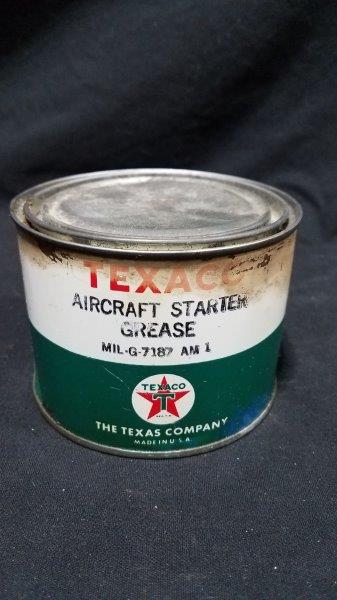 TEXACO
AIRCRAFT STARTER
GREASE
MIL-G-7187 AM 1
TEXACO
T
THE TEXAS COMPANY
MADE IN U.S.A.